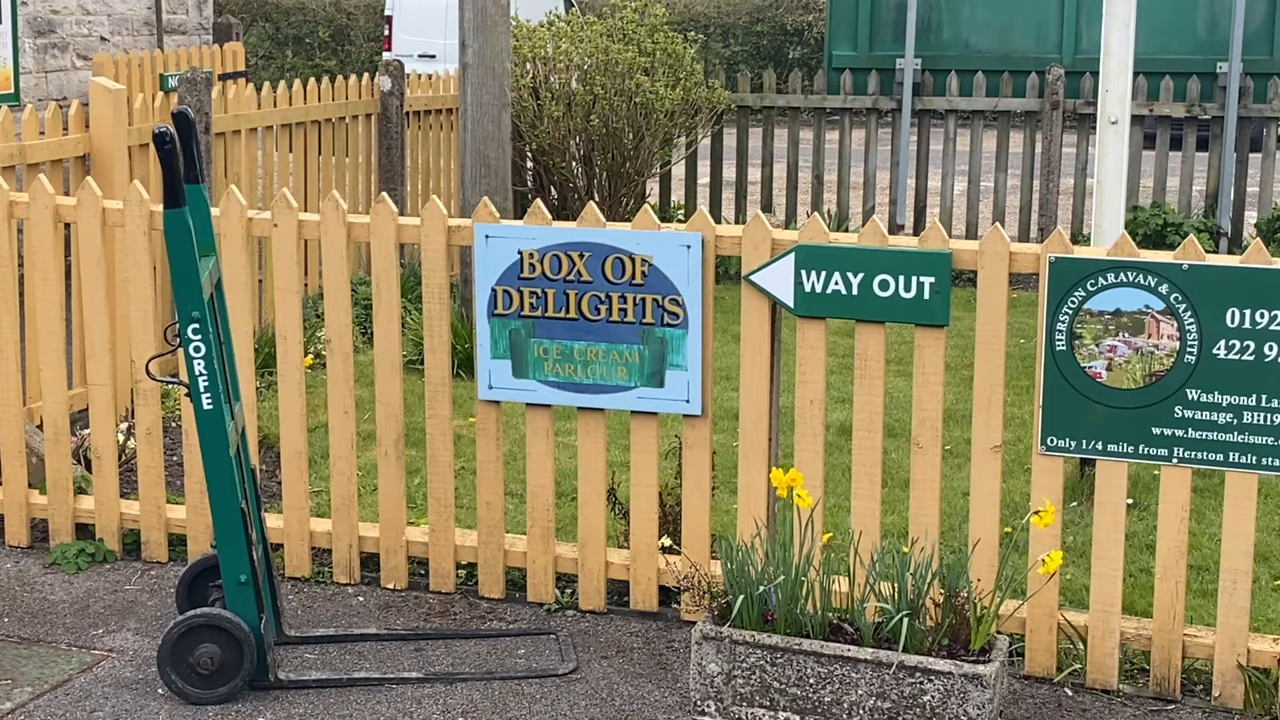 NO
CORFE
BOX OF
DELIGHTS
ICE-CREAM
PARLOUR
WAY OUT
HERSTON CARAVAN & CAMPSITE
0192
422 9
Washpond La
Swanage, BH19
www.herstonleisure.
Only 1/4 mile from Herston Halt sta